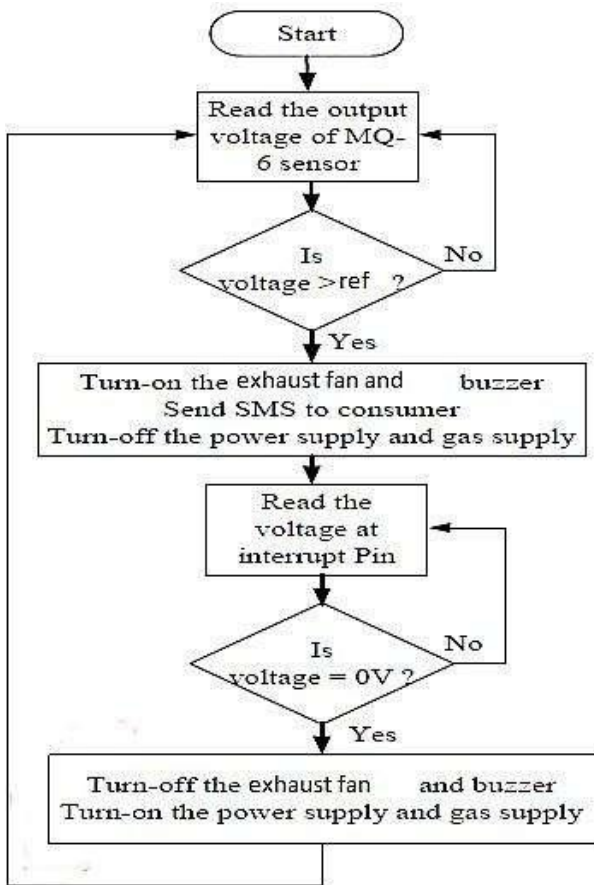 Start
Read the output
voltage of MQ-
6 sensor
Is
voltage >ref ?
No
Yes
Turn-on the exhaust fan and buzzer
Send SMS to consumer
Turn-off the power supply and gas supply
Read the
voltage at
interrupt Pin
Is
voltage = 0V ?
No
Yes
Turn-off the exhaust fan and buzzer
Turn-on the power supply and gas supply